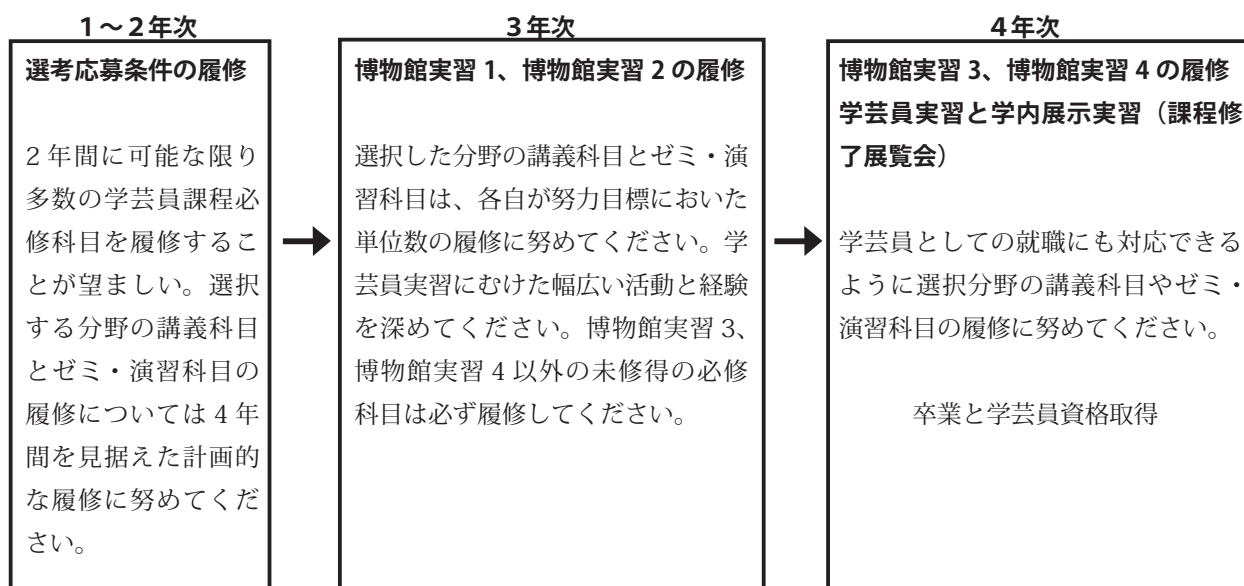 1～2年次
選考応募条件の履修
2 年間に可能な限り
多数の学芸員課程必
修科目を履修するこ
とが望ましい。選択
する分野の講義科目
とゼミ・演習科目の
履修については 4 年
間を見据えた計画的
な履修に努めてくだ
さい。
3年次
博物館実習 1、博物館実習 2 の履修
選択した分野の講義科目とゼミ・演
習科目は、各自が努力目標においた
単位数の履修に努めてください。学
芸員実習にむけた幅広い活動と経験
を深めてください。博物館実習 3、
博物館実習 4 以外の未修得の必修
科目は必ず履修してください。
4年次
博物館実習 3、博物館実習 4 の履修
学芸員実習と学内展示実習（課程修
了展覧会）
学芸員としての就職にも対応できる
ように選択分野の講義科目やゼミ・
演習科目の履修に努めてください。
卒業と学芸員資格取得